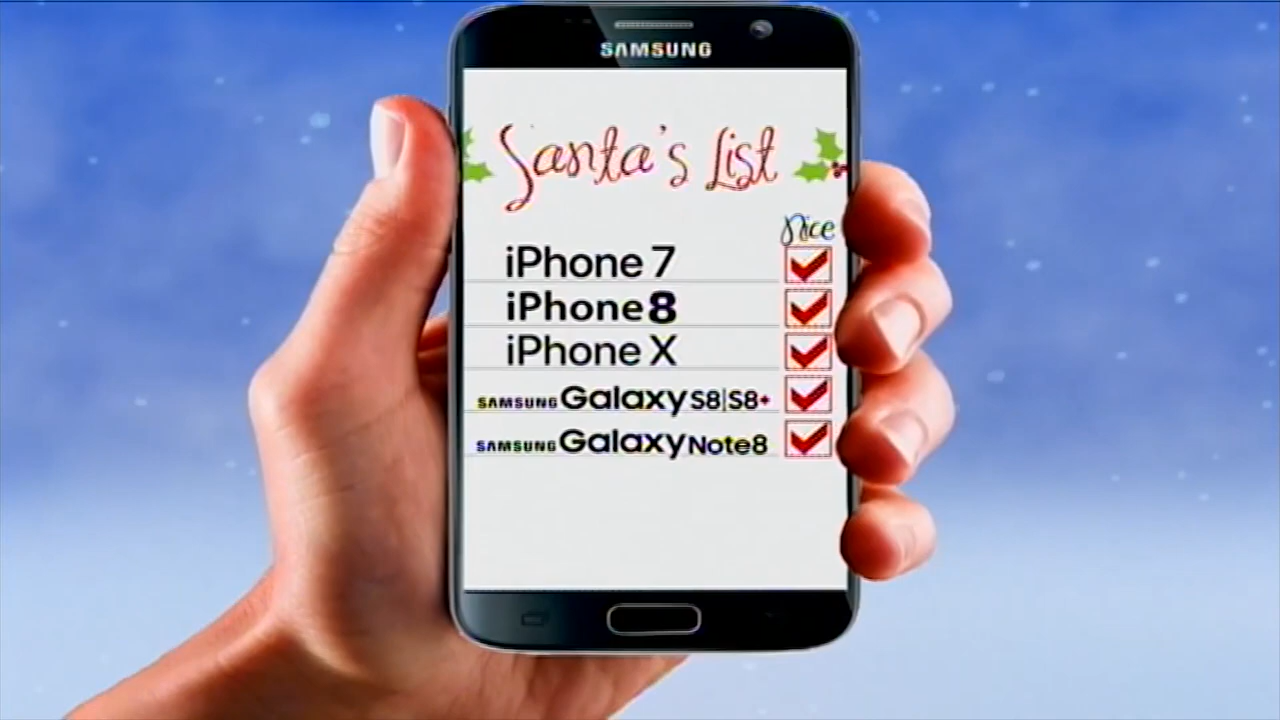 SAMSUNG
Santa's List
Nice
iPhone 7
iPhone 8
iPhone X
SAMSUNG Galaxy S8|S8+
SAMSUNG Galaxy Note8